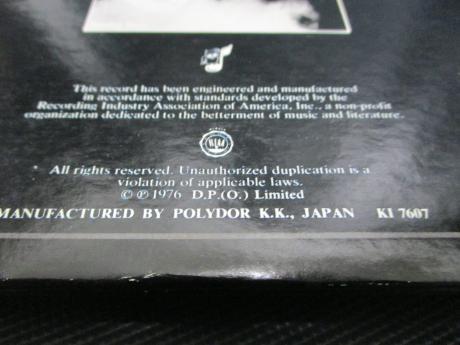 This record has been engineered and manufactured
in accordance with standards developed by the
Recording Industry Association of America, Inc., a non-profit
organization dedicated to the betterment of music and literature.
All rights reserved. Unauthorized duplication is a
violation of applicable laws.
© ℗ 1976 D.P.(O.) Limited
MANUFACTURED BY POLYDOR K.K., JAPAN KI 7607